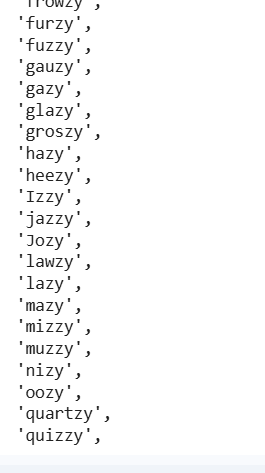 'frowzy',
'furzy',
'fuzzy',
'gauzy',
'gazy',
'glazy',
'groszy',
'hazy',
'heezy',
'Izzy',
'jazzy',
'Jozy',
'lawzy',
'lazy',
'mazy',
'mizzy',
'muzzy',
'nizy',
'oozy',
'quartzy',
'quizzy',